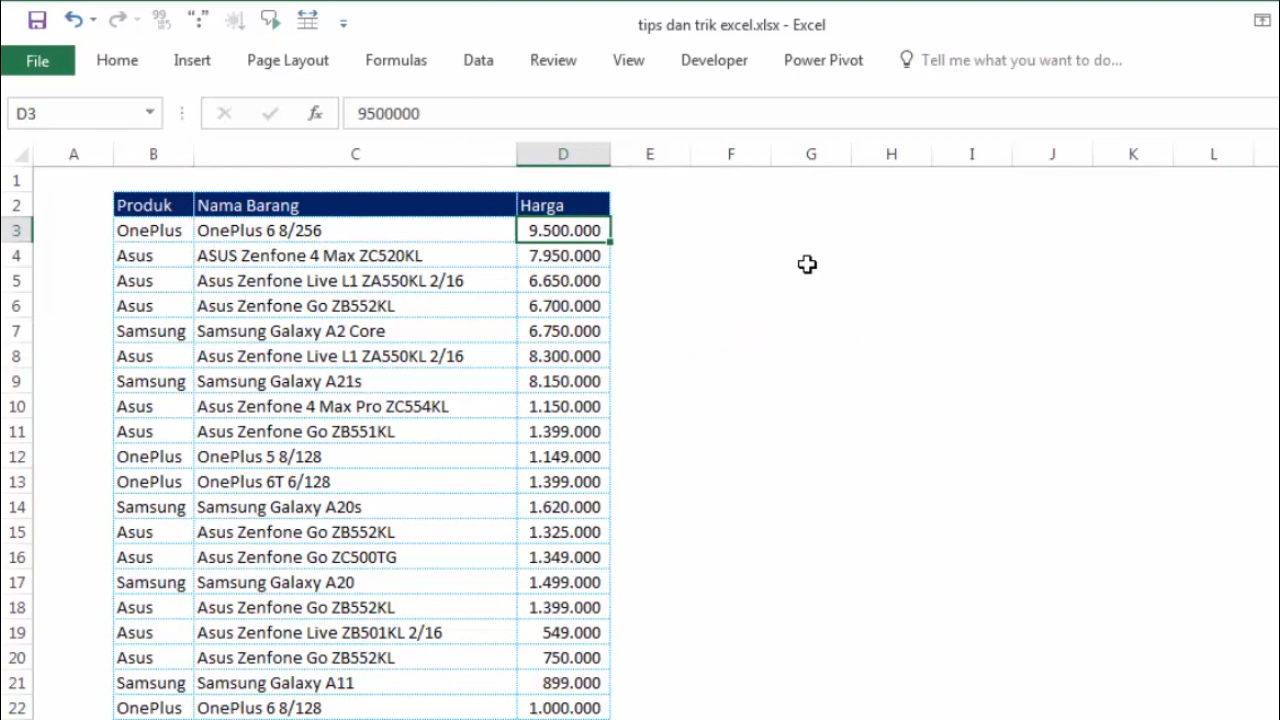 tips dan trik excel.xlsx - Excel
File Home Insert Page Layout Formulas Data Review View Developer Power Pivot Tell me what you want to do...
D3 fx 9500000
A B C D E F G H I J K L
1
2 Produk Nama Barang Harga
3 OnePlus OnePlus 6 8/256 9.500.000
4 Asus ASUS Zenfone 4 Max ZC520KL 7.950.000
5 Asus Asus Zenfone Live L1 ZA550KL 2/16 6.650.000
6 Asus Asus Zenfone Go ZB552KL 6.700.000
7 Samsung Samsung Galaxy A2 Core 6.750.000
8 Asus Asus Zenfone Live L1 ZA550KL 2/16 8.300.000
9 Samsung Samsung Galaxy A21s 8.150.000
10 Asus Asus Zenfone 4 Max Pro ZC554KL 1.150.000
11 Asus Asus Zenfone Go ZB551KL 1.399.000
12 OnePlus OnePlus 5 8/128 1.149.000
13 OnePlus OnePlus 6T 6/128 1.399.000
14 Samsung Samsung Galaxy A20s 1.620.000
15 Asus Asus Zenfone Go ZB552KL 1.325.000
16 Asus Asus Zenfone Go ZC500TG 1.349.000
17 Samsung Samsung Galaxy A20 1.499.000
18 Asus Asus Zenfone Go ZB552KL 1.399.000
19 Asus Asus Zenfone Live ZB501KL 2/16 549.000
20 Asus Asus Zenfone Go ZB552KL 750.000
21 Samsung Samsung Galaxy A11 899.000
22 OnePlus OnePlus 6 8/128 1.000.000